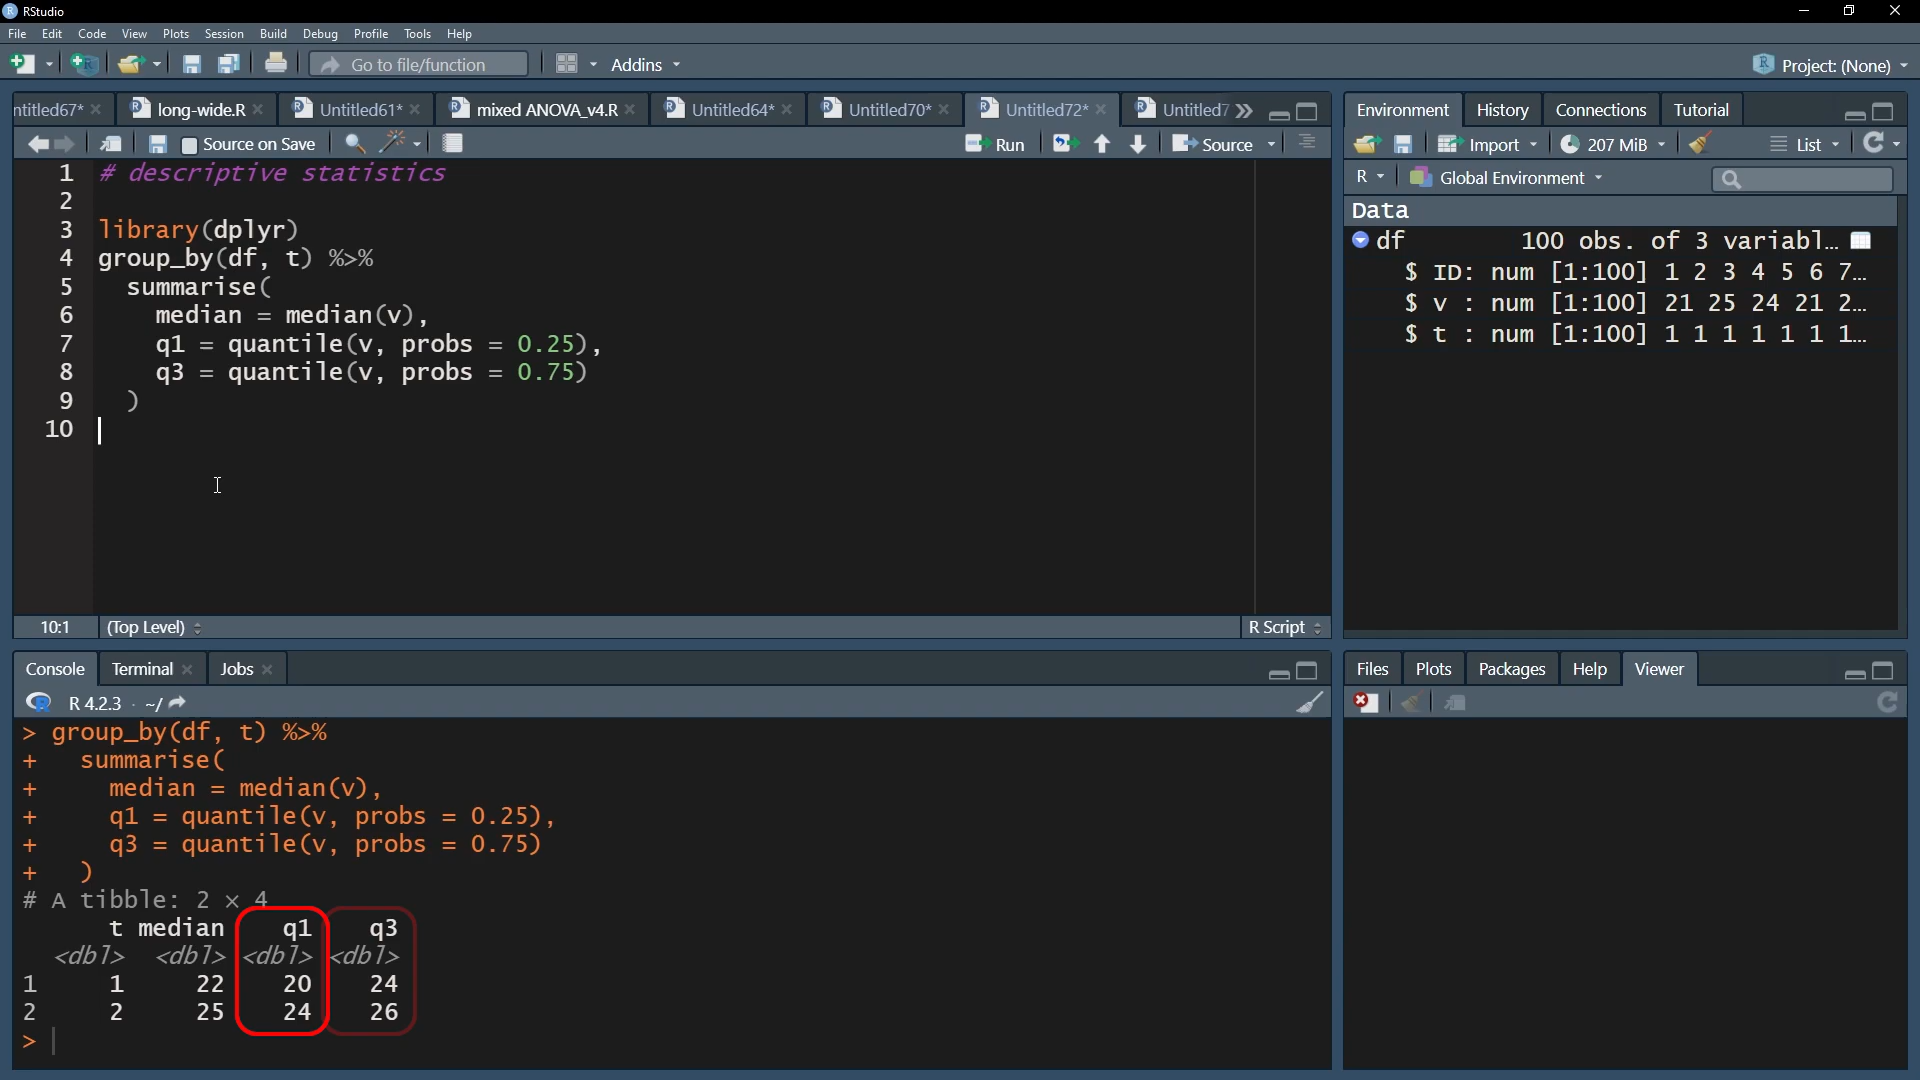 RStudio
File Edit Code View Plots Session Build Debug Profile Tools Help
Go to file/function Addins Project: (None)
ntitled67* long-wide.R Untitled61* mixed ANOVA_v4.R Untitled64* Untitled70* Untitled72* Untitled7
Source on Save Run Source
1 # descriptive statistics
2
3 library(dplyr)
4 group_by(df, t) %>%
5 summarise(
6 median = median(v),
7 q1 = quantile(v, probs = 0.25),
8 q3 = quantile(v, probs = 0.75)
9 )
10
10:1 (Top Level) R Script
Console Terminal Jobs
R 4.2.3 · ~/
> group_by(df, t) %>%
+ summarise(
+ median = median(v),
+ q1 = quantile(v, probs = 0.25),
+ q3 = quantile(v, probs = 0.75)
+ )
# A tibble: 2 × 4
t median q1 q3
<dbl> <dbl> <dbl> <dbl>
1 1 22 20 24
2 2 25 24 26
>
Environment History Connections Tutorial
Import 207 MiB List
R Global Environment
Data
df 100 obs. of 3 variabl…
$ ID: num [1:100] 1 2 3 4 5 6 7…
$ v : num [1:100] 21 25 24 21 2…
$ t : num [1:100] 1 1 1 1 1 1 1…
Files Plots Packages Help Viewer